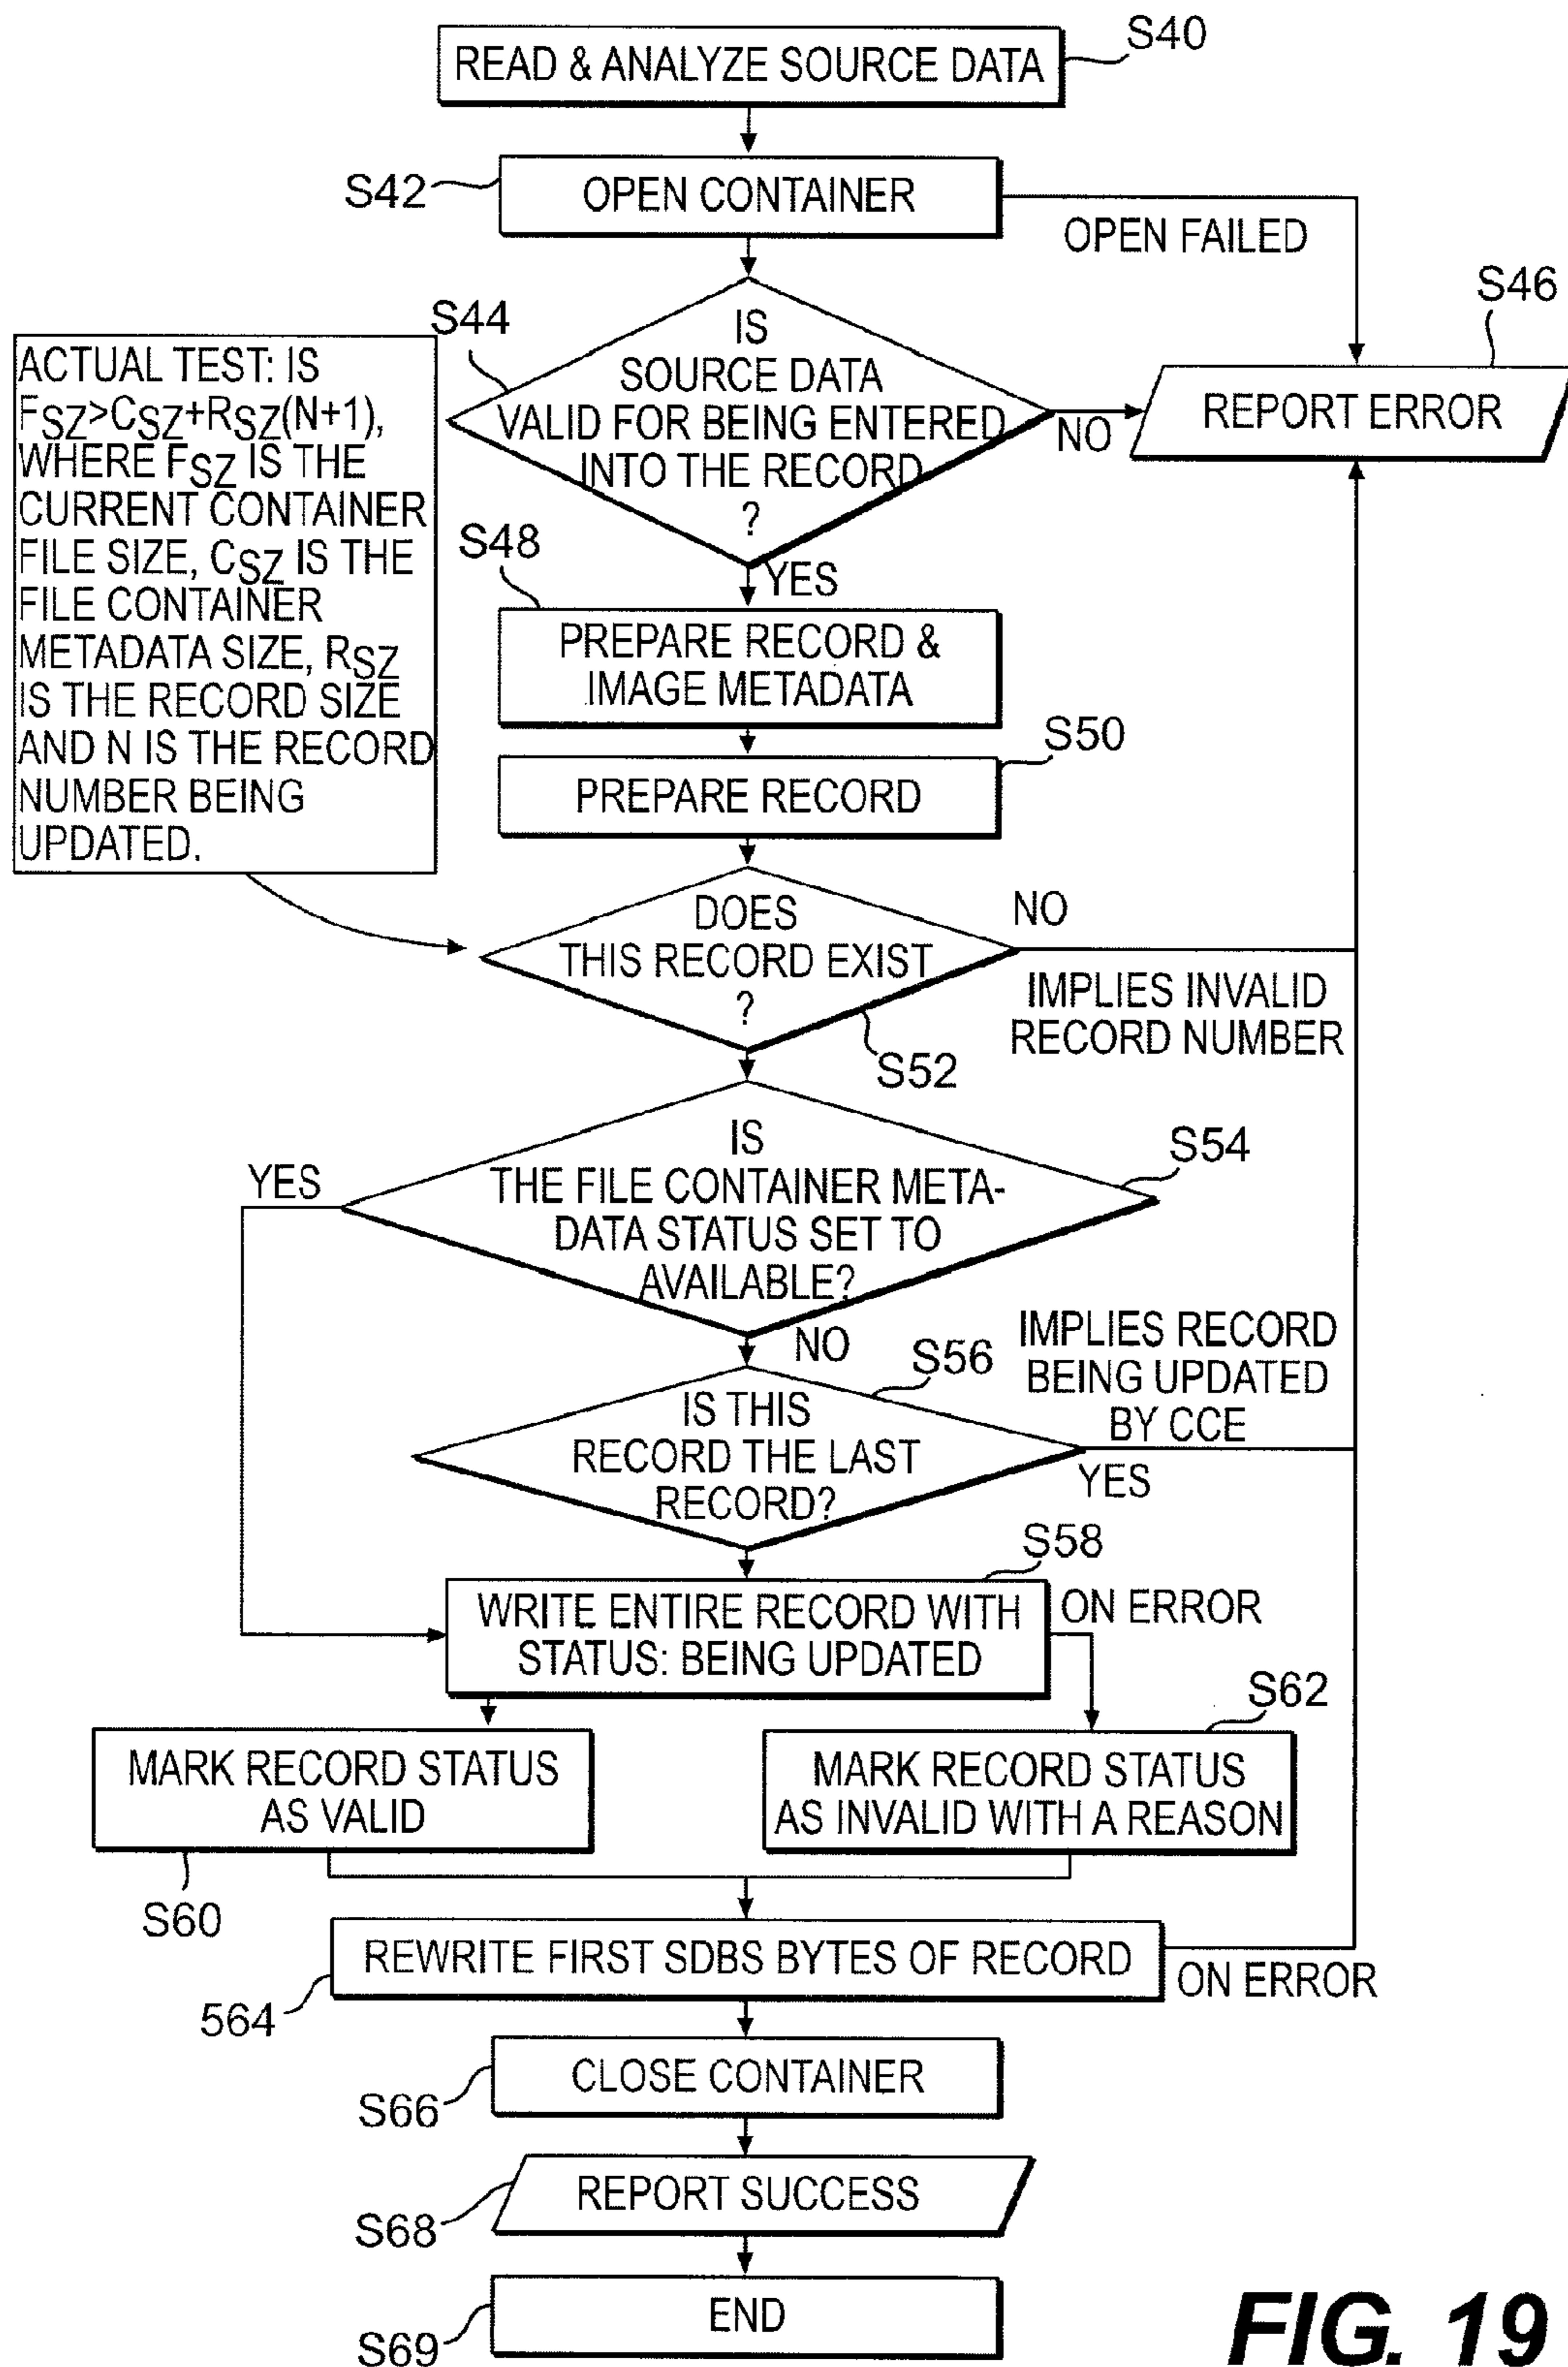 READ & ANALYZE SOURCE DATA
S40
S42
OPEN CONTAINER
OPEN FAILED
S46
REPORT ERROR
S44
IS
SOURCE DATA
VALID FOR BEING ENTERED
INTO THE RECORD
?
NO
YES
ACTUAL TEST: IS
FSZ>CSZ+RSZ(N+1),
WHERE FSZ IS THE
CURRENT CONTAINER
FILE SIZE, CSZ IS THE
FILE CONTAINER
METADATA SIZE, RSZ
IS THE RECORD SIZE
AND N IS THE RECORD
NUMBER BEING
UPDATED.
S48
PREPARE RECORD &
IMAGE METADATA
S50
PREPARE RECORD
DOES
THIS RECORD EXIST
?
NO
IMPLIES INVALID
RECORD NUMBER
S52
IS
THE FILE CONTAINER META-
DATA STATUS SET TO
AVAILABLE?
S54
YES
NO
S56
IMPLIES RECORD
BEING UPDATED
BY CCE
IS THIS
RECORD THE LAST
RECORD?
YES
S58
WRITE ENTIRE RECORD WITH
STATUS: BEING UPDATED
ON ERROR
S62
MARK RECORD STATUS
AS VALID
MARK RECORD STATUS
AS INVALID WITH A REASON
S60
REWRITE FIRST SDBS BYTES OF RECORD
ON ERROR
564
CLOSE CONTAINER
S66
REPORT SUCCESS
S68
END
S69
FIG. 19